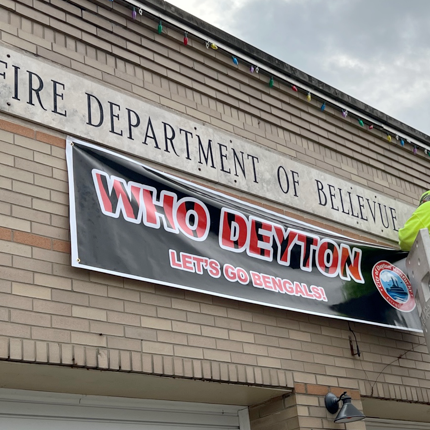 FIRE DEPARTMENT OF BELLEVUE
WHO DEYTON
LET'S GO BENGALS!